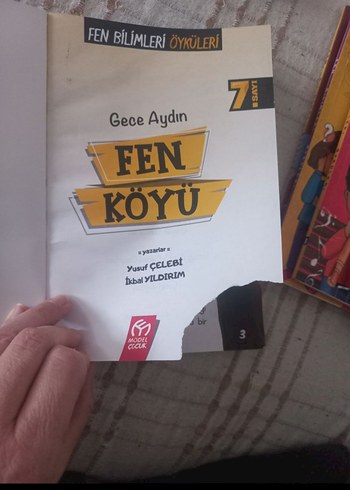 FEN BİLİMLERİ ÖYKÜLERİ
7. SAYI
Gece Aydın
FEN
KÖYÜ
« yazarlar »
Yusuf ÇELEBİ
İkbal YILDIRIM
MODEL
ÇOCUK
bir
3